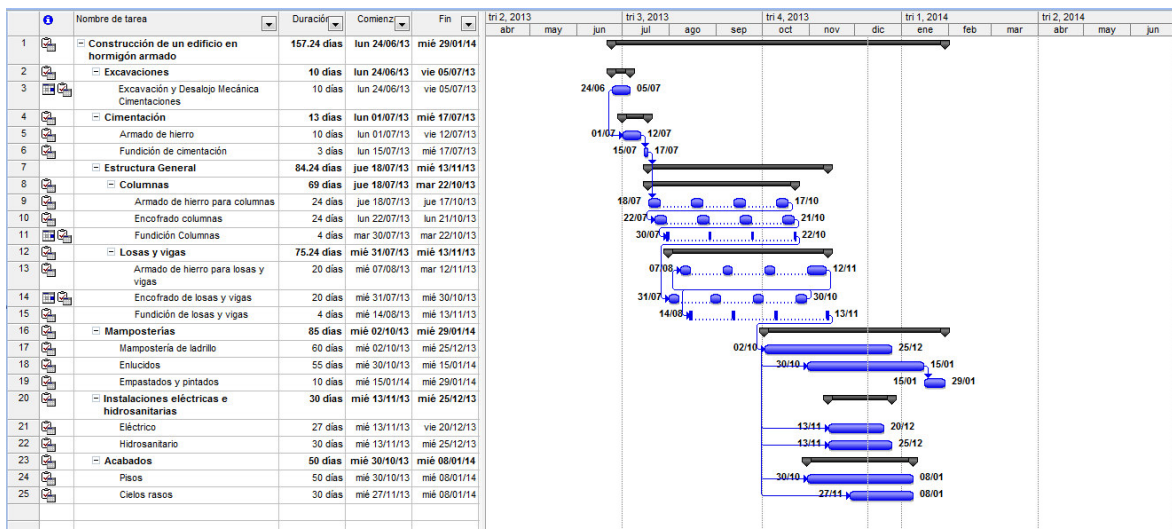 Nombre de tarea Duración Comienz Fin tri 2, 2013 tri 3, 2013 tri 4, 2013 tri 1, 2014 tri 2, 2014
abr may jun jul ago sep oct nov dic ene feb mar abr may jun
1 Construcción de un edificio en hormigón armado 157.24 días lun 24/06/13 mié 29/01/14
2 Excavaciones 10 días lun 24/06/13 vie 05/07/13
3 Excavación y Desalojo Mecánica Cimentaciones 10 días lun 24/06/13 vie 05/07/13 24/06 05/07
4 Cimentación 13 días lun 01/07/13 mié 17/07/13
5 Armado de hierro 10 días lun 01/07/13 vie 12/07/13 01/07 12/07
6 Fundición de cimentación 3 días lun 15/07/13 mié 17/07/13 15/07 17/07
7 Estructura General 84.24 días jue 18/07/13 mié 13/11/13
8 Columnas 69 días jue 18/07/13 mar 22/10/13
9 Armado de hierro para columnas 24 días jue 18/07/13 jue 17/10/13 18/07 17/10
10 Encofrado columnas 24 días lun 22/07/13 lun 21/10/13 22/07 21/10
11 Fundición Columnas 4 días mar 30/07/13 mar 22/10/13 30/07 22/10
12 Losas y vigas 75.24 días mié 31/07/13 mié 13/11/13
13 Armado de hierro para losas y vigas 20 días mié 07/08/13 mar 12/11/13 07/08 12/11
14 Encofrado de losas y vigas 20 días mié 31/07/13 mié 30/10/13 31/07 30/10
15 Fundición de losas y vigas 4 días mié 14/08/13 mié 13/11/13 14/08 13/11
16 Mamposterías 85 días mié 02/10/13 mié 29/01/14
17 Mampostería de ladrillo 60 días mié 02/10/13 mié 25/12/13 02/10 25/12
18 Enlucidos 55 días mié 30/10/13 mié 15/01/14 30/10 15/01
19 Empastados y pintados 10 días mié 15/01/14 mié 29/01/14 15/01 29/01
20 Instalaciones eléctricas e hidrosanitarias 30 días mié 13/11/13 mié 25/12/13
21 Eléctrico 27 días mié 13/11/13 vie 20/12/13 13/11 20/12
22 Hidrosanitario 30 días mié 13/11/13 mié 25/12/13 13/11 25/12
23 Acabados 50 días mié 30/10/13 mié 08/01/14
24 Pisos 50 días mié 30/10/13 mié 08/01/14 30/10 08/01
25 Cielos rasos 30 días mié 27/11/13 mié 08/01/14 27/11 08/01